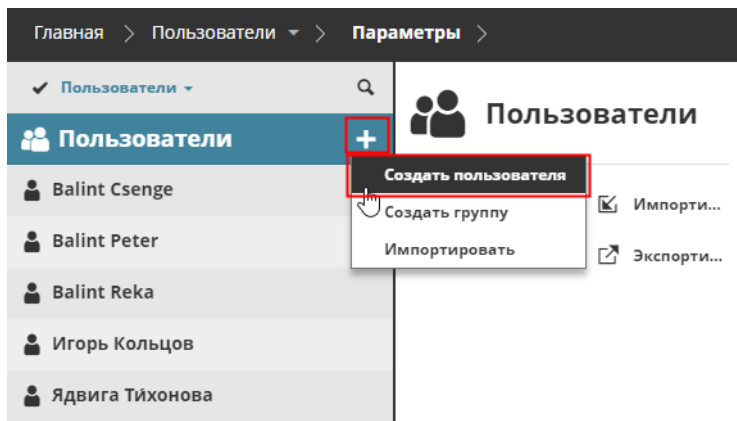 Главная > Пользователи > Параметры >
Пользователи
Пользователи +
Balint Csenge
Balint Peter
Balint Reka
Игорь Кольцов
Ядвига Ти́хонова
Создать пользователя
Создать группу
Импортировать
Пользователи
Импорти...
Экспорти...